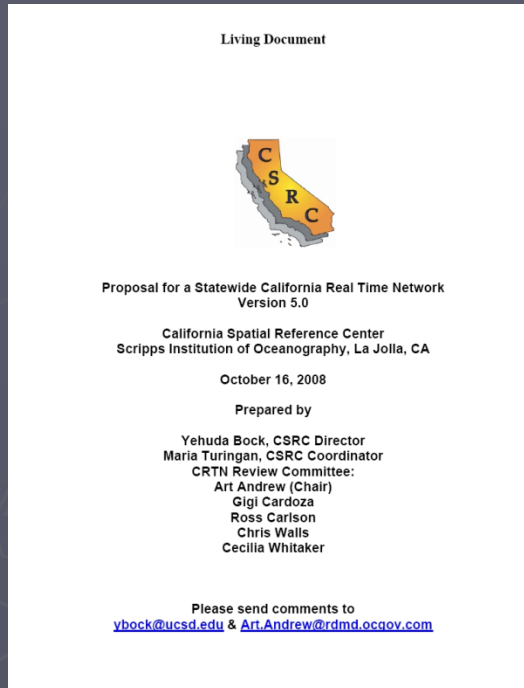 Living Document
C
S
R
C
Proposal for a Statewide California Real Time Network
Version 5.0
California Spatial Reference Center
Scripps Institution of Oceanography, La Jolla, CA
October 16, 2008
Prepared by
Yehuda Bock, CSRC Director
Maria Turingan, CSRC Coordinator
CRTN Review Committee:
Art Andrew (Chair)
Gigi Cardoza
Ross Carlson
Chris Walls
Cecilia Whitaker
Please send comments to
ybock@ucsd.edu & Art.Andrew@rdmd.ocgov.com